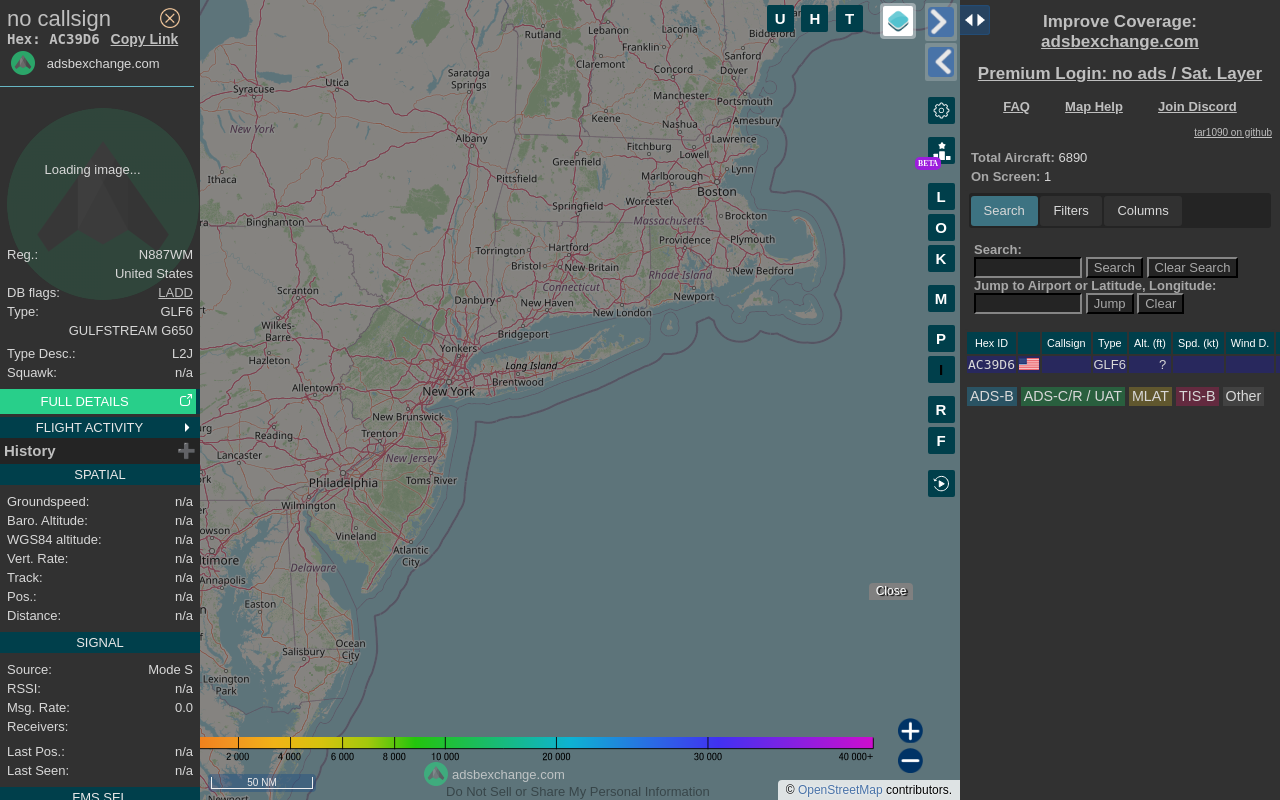 no callsign
Hex: AC39D6 Copy Link
adsbexchange.com
Loading image...
Reg.: N887WM
United States
DB flags: LADD
Type: GLF6
GULFSTREAM G650
Type Desc.: L2J
Squawk: n/a
FULL DETAILS
FLIGHT ACTIVITY
History
SPATIAL
Groundspeed: n/a
Baro. Altitude: n/a
WGS84 altitude: n/a
Vert. Rate: n/a
Track: n/a
Pos.: n/a
Distance: n/a
SIGNAL
Source: Mode S
RSSI: n/a
Msg. Rate: 0.0
Receivers:
Last Pos.: n/a
Last Seen: n/a
FMS SEL
U H T
Rutland
Lebanon
Laconia
Biddeford
Franklin
Claremont
Sanford
Concord
Dover
Saratoga
Springs
Utica
Syracuse
Manchester
Portsmouth
Keene
Amesbury
New York
Nashua
Albany
Lawrence
Fitchburg
Lowell
Greenfield
Lynn
Marlborough
Ithaca
Pittsfield
Boston
Worcester
Springfield
Brockton
Binghamton
Massachusetts
Plymouth
Providence
Hartford
Torrington
Bristol
New Britain
New Bedford
Rhode Island
Connecticut
Scranton
Danbury
New Haven
Newport
New London
Wilkes-
Barre
Bridgeport
Yonkers
Hazleton
Long Island
Brentwood
Allentown
New York
New Brunswick
Reading
Trenton
Lancaster
New Jersey
Toms River
Philadelphia
Wilmington
Vineland
Atlantic
City
Delaware
Annapolis
Easton
Ocean
City
Salisbury
Lexington
Park
BETA
L
O
K
M
P
I
R
F
Close
2 000 4 000 6 000 8 000 10 000 20 000 30 000 40 000+
50 NM
adsbexchange.com
Do Not Sell or Share My Personal Information
© OpenStreetMap contributors.
Improve Coverage:
adsbexchange.com
Premium Login: no ads / Sat. Layer
FAQ Map Help Join Discord
tar1090 on github
Total Aircraft: 6890
On Screen: 1
Search Filters Columns
Search:
Search Clear Search
Jump to Airport or Latitude, Longitude:
Jump Clear
Hex ID Callsign Type Alt. (ft) Spd. (kt) Wind D.
AC39D6 GLF6 ?
ADS-B ADS-C/R / UAT MLAT TIS-B Other